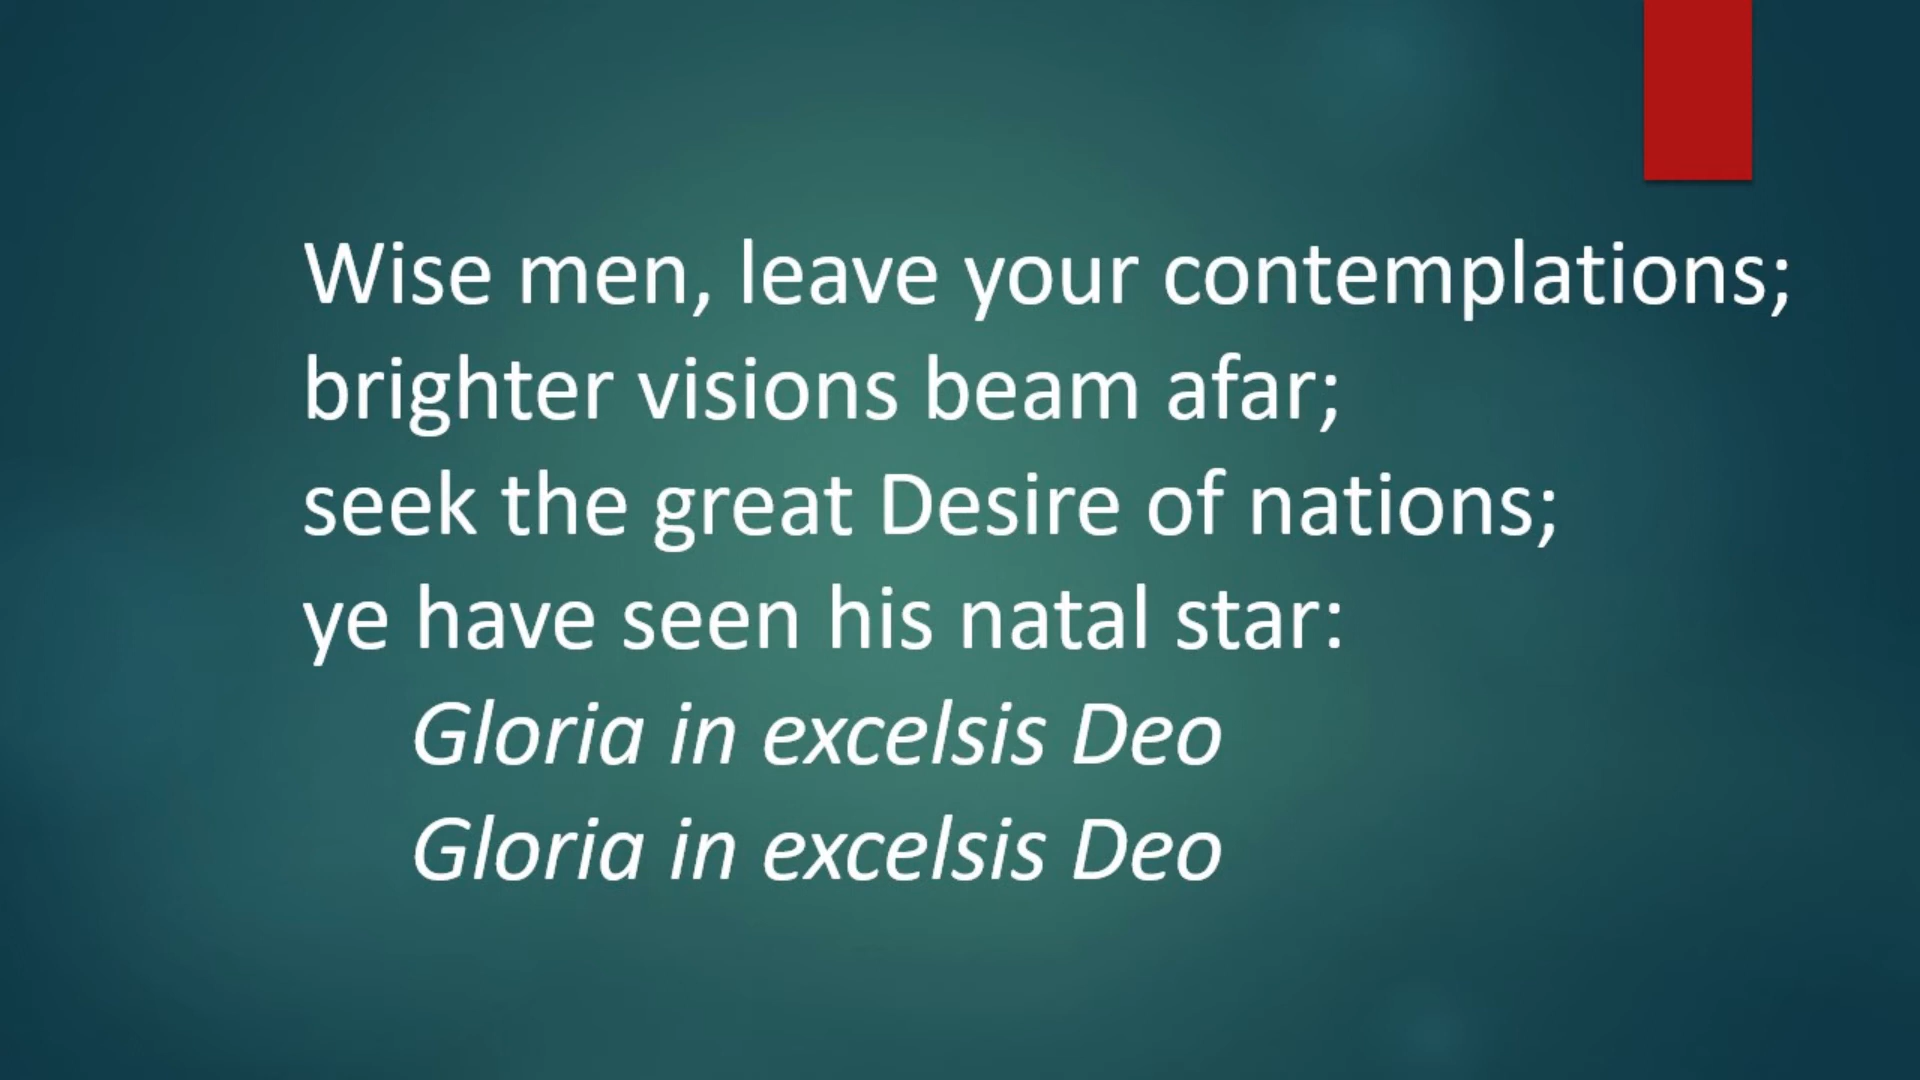 Wise men, leave your contemplations;
brighter visions beam afar;
seek the great Desire of nations;
ye have seen his natal star:
Gloria in excelsis Deo
Gloria in excelsis Deo